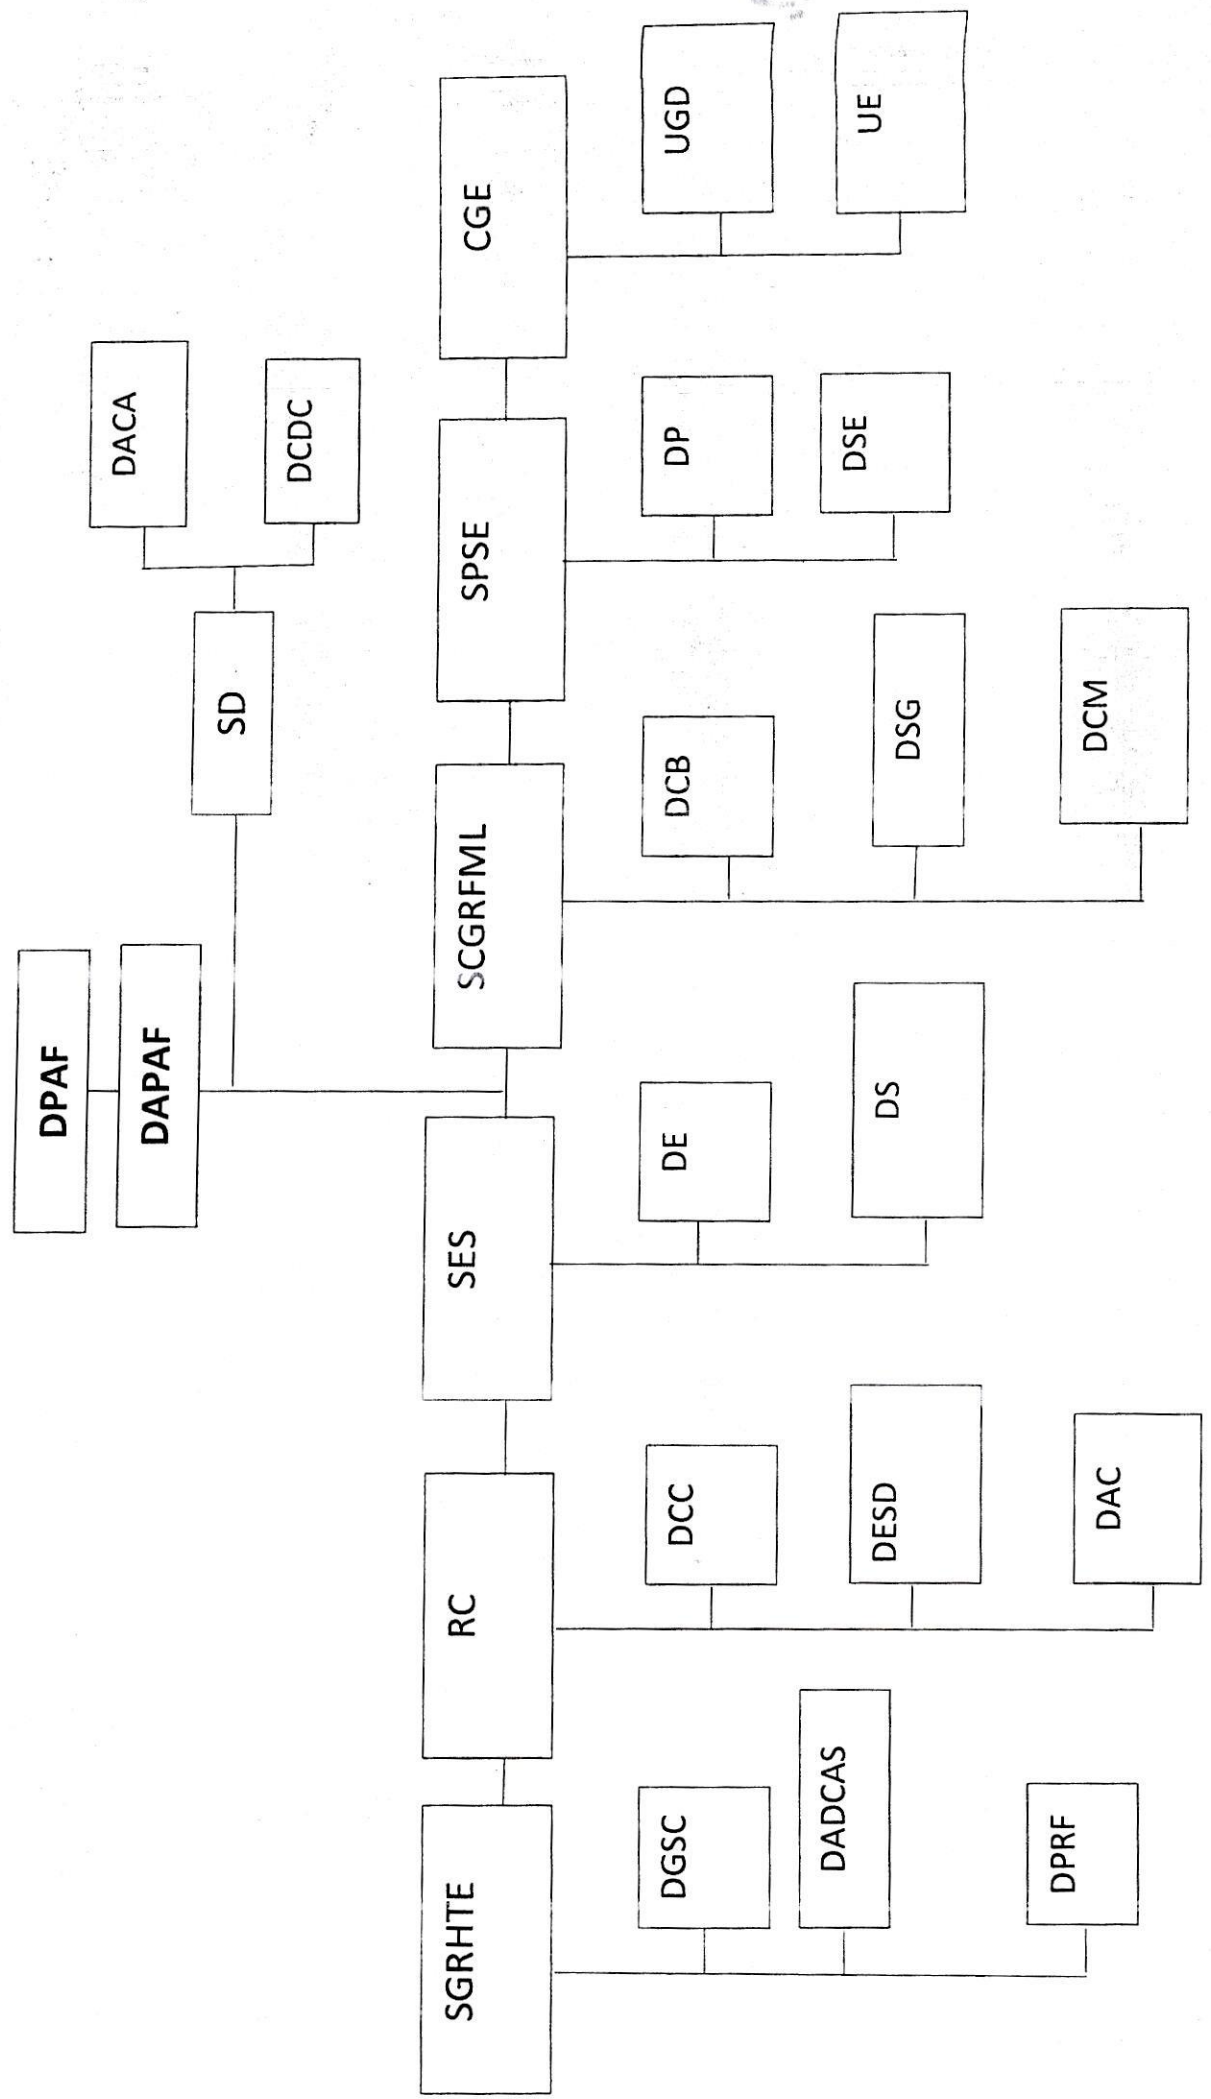 DPAF
DAPAF
SD
DACA
DCDC
SGRHTE
RC
SES
SCGRFML
SPSE
CGE
DGSC
DADCAS
DPRF
DCC
DESD
DAC
DE
DS
DCB
DSG
DCM
DP
DSE
UGD
UE